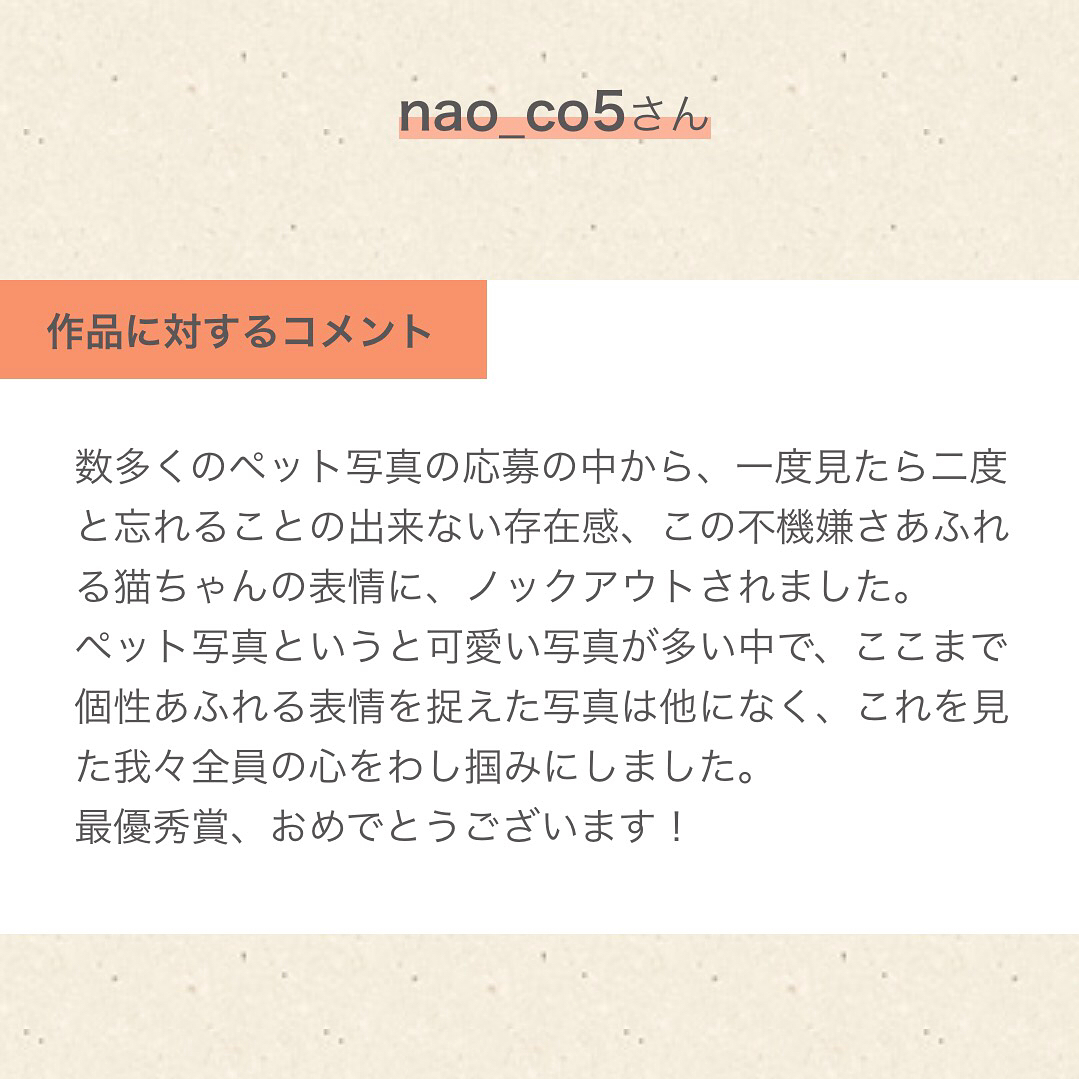 nao_co5さん
作品に対するコメント
数多くのペット写真の応募の中から、一度見たら二度
と忘れることの出来ない存在感、この不機嫌さあふれ
る猫ちゃんの表情に、ノックアウトされました。
ペット写真というと可愛い写真が多い中で、ここまで
個性あふれる表情を捉えた写真は他になく、これを見
た我々全員の心をわし掴みにしました。
最優秀賞、おめでとうございます！